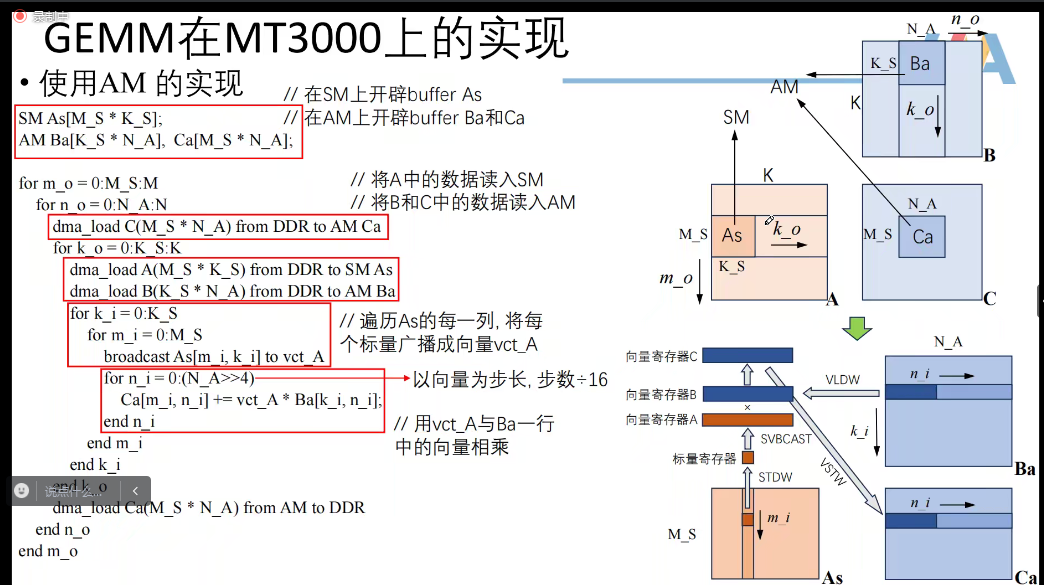 录制中
GEMM在MT3000上的实现
• 使用AM 的实现
// 在SM上开辟buffer As
// 在AM上开辟buffer Ba和Ca
SM As[M_S * K_S];
AM Ba[K_S * N_A], Ca[M_S * N_A];
for m_o = 0:M_S:M
// 将A中的数据读入SM
for n_o = 0:N_A:N
// 将B和C中的数据读入AM
dma_load C(M_S * N_A) from DDR to AM Ca
for k_o = 0:K_S:K
dma_load A(M_S * K_S) from DDR to SM As
dma_load B(K_S * N_A) from DDR to AM Ba
for k_i = 0:K_S
for m_i = 0:M_S
broadcast As[m_i, k_i] to vct_A
// 遍历As的每一列, 将每
个标量广播成向量vct_A
for n_i = 0:(N_A>>4)
以向量为步长, 步数÷16
Ca[m_i, n_i] += vct_A * Ba[k_i, n_i];
end n_i
// 用vct_A与Ba一行
中的向量相乘
end m_i
end k_i
end k_o
说点什么...
dma_load Ca(M_S * N_A) from AM to DDR
end n_o
end m_o
N_A
n_o
K_S
Ba
AM
K
k_o
B
SM
K
M_S
As
k_o
K_S
m_o
A
N_A
M_S
Ca
C
N_A
向量寄存器C
n_i
VLDW
向量寄存器B
×
向量寄存器A
k_i
SVBCAST
标量寄存器
VSTW
Ba
STDW
n_i
m_i
M_S
As
Ca